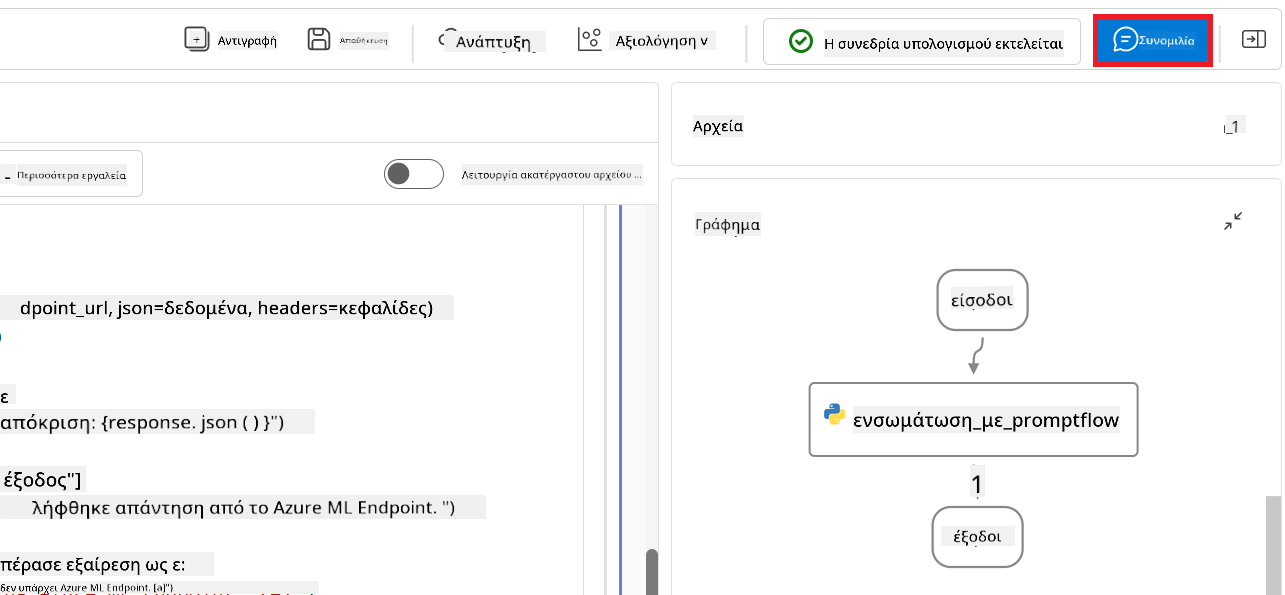 Αντιγραφή
Αποθήκευση
Ανάπτυξη
Αξιολόγηση v
Η συνεδρία υπολογισμού εκτελείται
Συνομιλία
Περισσότερα εργαλεία
Λειτουργία ακατέργαστου αρχείου ...
dpoint_url, json=δεδομένα, headers=κεφαλίδες)
ε
απόκριση: {response. json ( ) }")
έξοδος"]
λήφθηκε απάντηση από το Azure ML Endpoint. ")
πέρασε εξαίρεση ως e:
δεν υπάρχει Azure ML Endpoint. [a]")
Αρχεία
1
Γράφημα
είσοδοι
ενσωμάτωση_με_promptflow
1
έξοδοι